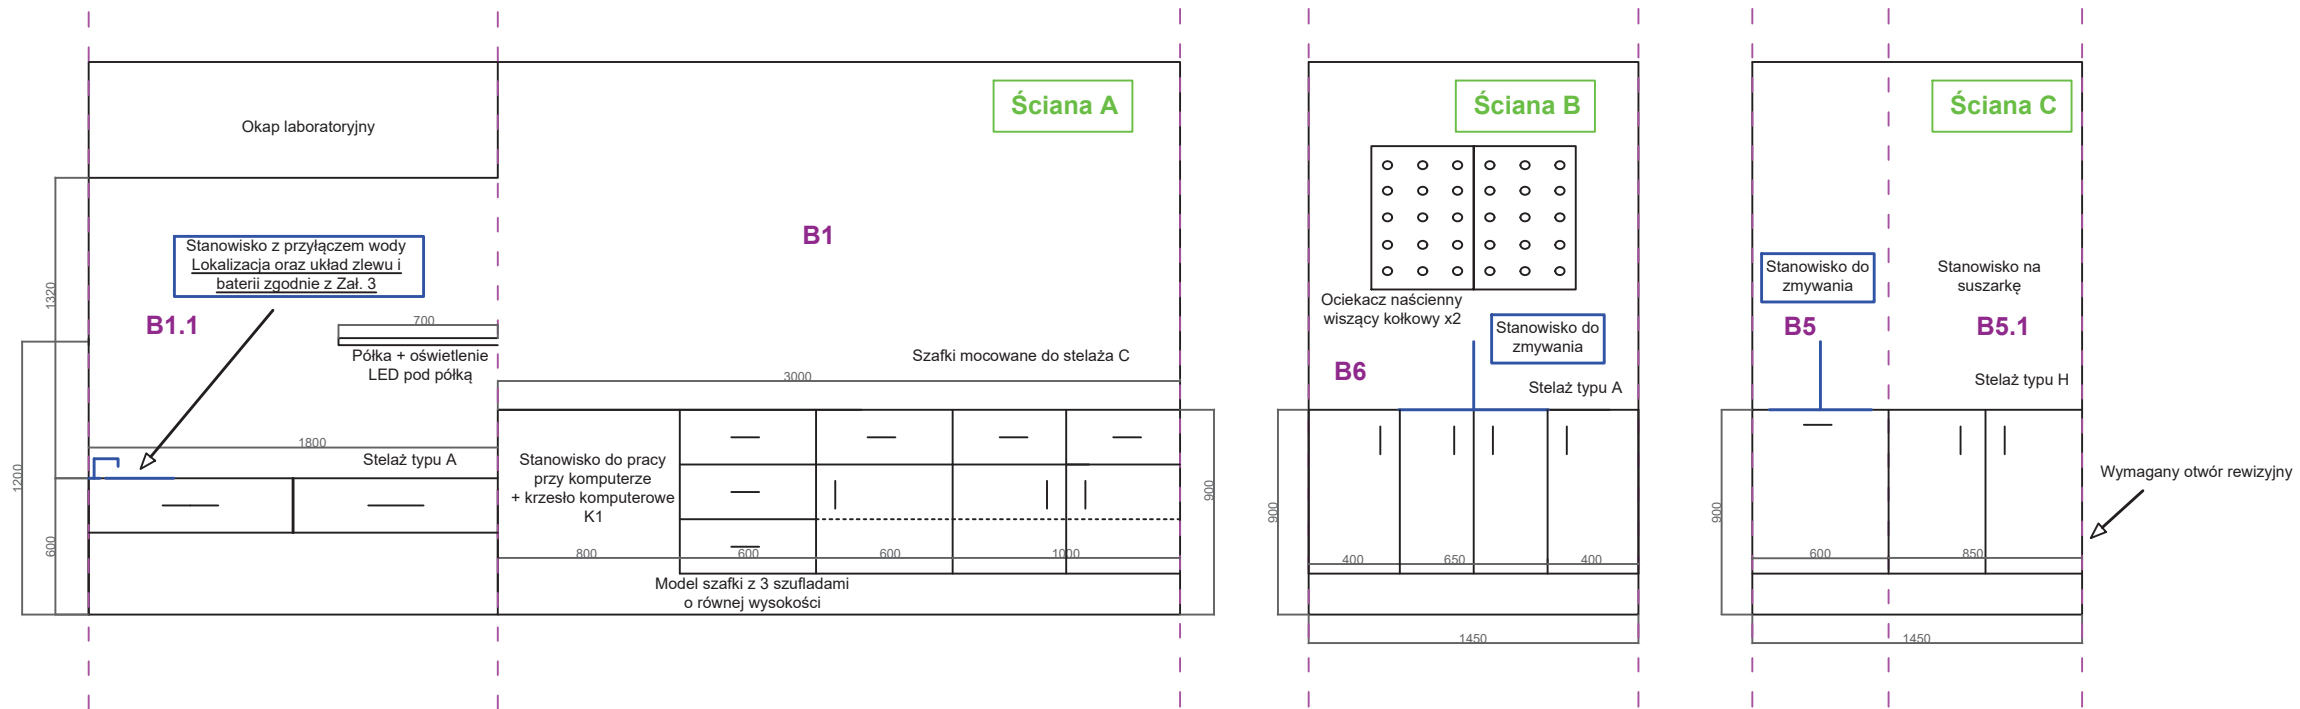 Ściana A
Okap laboratoryjny
B1
Stanowisko z przyłączem wody
Lokalizacja oraz układ zlewu i
baterii zgodnie z Zał. 3
1320
B1.1
700
Półka + oświetlenie
LED pod półką
Szafki mocowane do stelaża C
3000
1800
Stelaż typu A
1200
600
Stanowisko do pracy
przy komputerze
+ krzesło komputerowe
K1
900
800
600
600
1000
Model szafki z 3 szufladami
o równej wysokości
Ściana B
Ociekacz naścienny
wiszący kołkowy x2
Stanowisko do
zmywania
B6
Stelaż typu A
900
400
650
400
1450
Ściana C
Stanowisko do
zmywania
Stanowisko na
suszarkę
B5
B5.1
Stelaż typu H
Wymagany otwór rewizyjny
900
600
850
1450